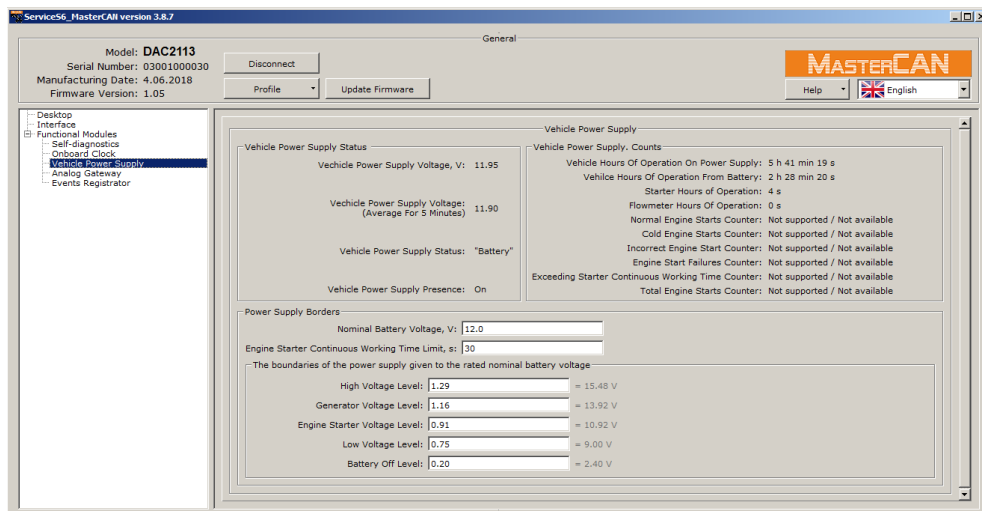 ServiceS6_MasterCAN version 3.8.7
General
Model: DAC2113
Serial Number: 03001000030
Manufacturing Date: 4.06.2018
Firmware Version: 1.05
Disconnect
Profile
Update Firmware
MASTERCAN
Help
English
Desktop
Interface
Functional Modules
Self-diagnostics
Onboard Clock
Vehicle Power Supply
Analog Gateway
Events Registrator
Vehicle Power Supply
Vehicle Power Supply Status
Vechicle Power Supply Voltage, V: 11.95
Vechicle Power Supply Voltage:
(Average For 5 Minutes) 11.90
Vehicle Power Supply Status: "Battery"
Vehicle Power Supply Presence: On
Vehicle Power Supply. Counts
Vehicle Hours Of Operation On Power Supply: 5 h 41 min 19 s
Vehilce Hours Of Operation From Battery: 2 h 28 min 20 s
Starter Hours of Operation: 4 s
Flowmeter Hours Of Operation: 0 s
Normal Engine Starts Counter: Not supported / Not available
Cold Engine Starts Counter: Not supported / Not available
Incorrect Engine Start Counter: Not supported / Not available
Engine Start Failures Counter: Not supported / Not available
Exceeding Starter Continuous Working Time Counter: Not supported / Not available
Total Engine Starts Counter: Not supported / Not available
Power Supply Borders
Nominal Battery Voltage, V: 12.0
Engine Starter Continuous Working Time Limit, s: 30
The boundaries of the power supply given to the rated nominal battery voltage
High Voltage Level: 1.29 = 15.48 V
Generator Voltage Level: 1.16 = 13.92 V
Engine Starter Voltage Level: 0.91 = 10.92 V
Low Voltage Level: 0.75 = 9.00 V
Battery Off Level: 0.20 = 2.40 V